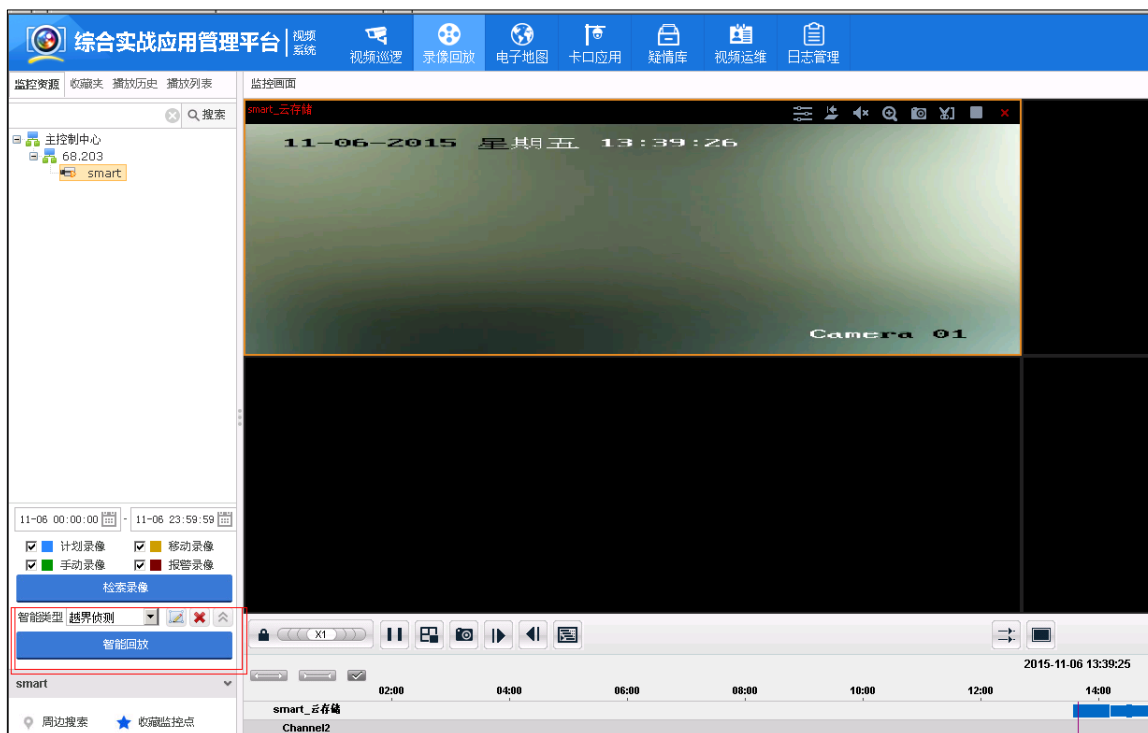 综合实战应用管理平台 视频系统
视频巡逻 录像回放 电子地图 卡口应用 疑情库 视频运维 日志管理
监控资源 收藏夹 播放历史 播放列表
监控画面
搜索
主控制中心
68.203
smart
smart_云存储
11-06-2015 星期五 13:39:26
Camera 01
11-06 00:00:00 - 11-06 23:59:59
计划录像 移动录像
手动录像 报警录像
检索录像
智能类型 越界侦测
智能回放
smart
周边搜索 收藏监控点
X1
2015-11-06 13:39:25
02:00 04:00 06:00 08:00 10:00 12:00 14:00
smart_云存储
Channel2